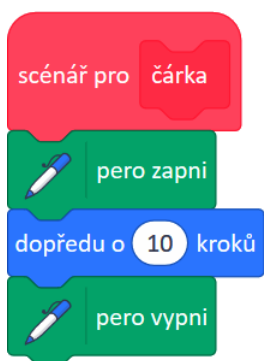 scénář pro čárka
pero zapni
dopředu o 10 kroků
pero vypni